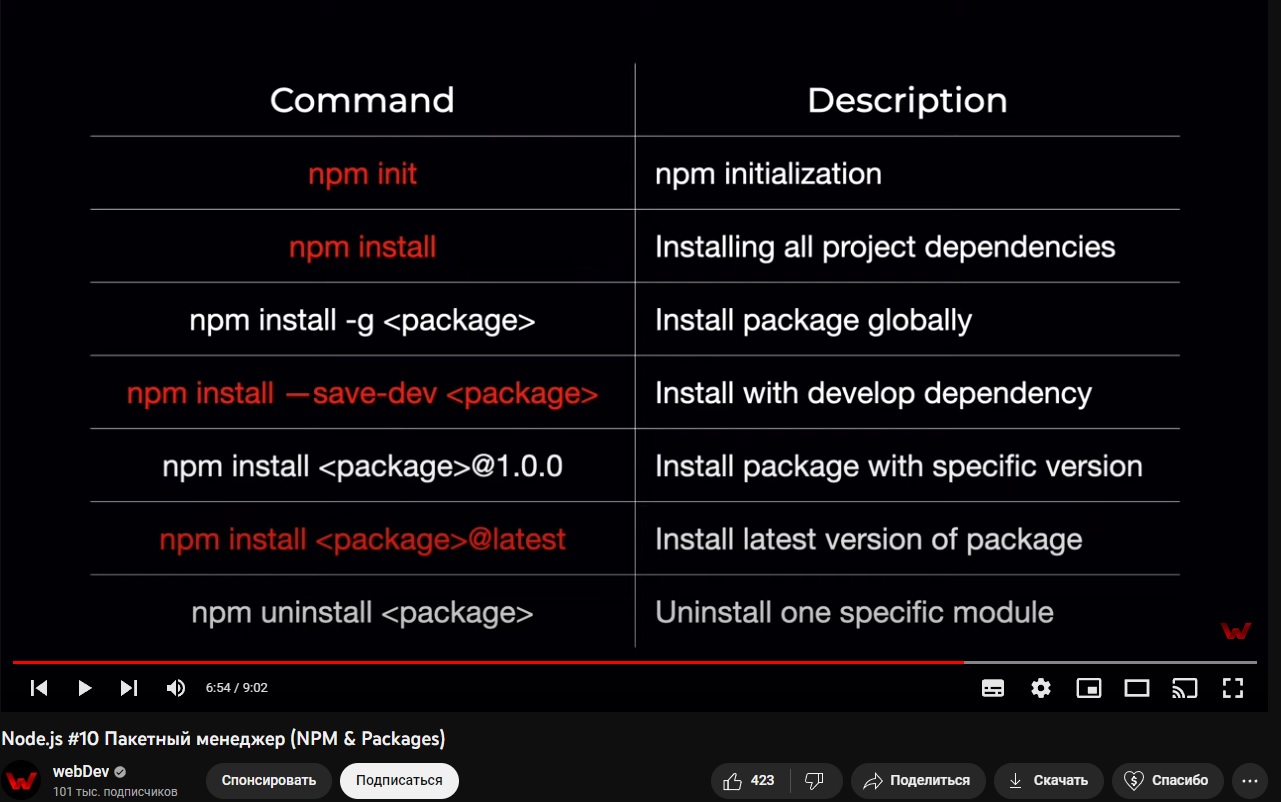 Command Description
npm init npm initialization
npm install Installing all project dependencies
npm install -g <package> Install package globally
npm install —save-dev <package> Install with develop dependency
npm install <package>@1.0.0 Install package with specific version
npm install <package>@latest Install latest version of package
npm uninstall <package> Uninstall one specific module
W
6:54 / 9:02
Node.js #10 Пакетный менеджер (NPM & Packages)
W webDev Спонсировать Подписаться 423 Поделиться Скачать Спасибо
101 тыс. подписчиков